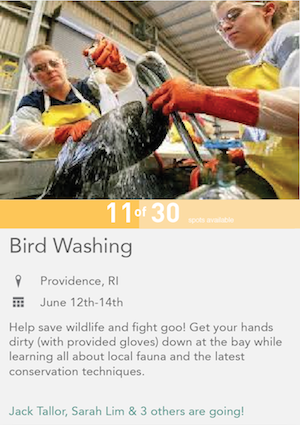 11 of 30 spots available
Bird Washing
Providence, RI
June 12th-14th
Help save wildlife and fight goo! Get your hands
dirty (with provided gloves) down at the bay while
learning all about local fauna and the latest
conservation techniques.
Jack Tallor, Sarah Lim & 3 others are going!